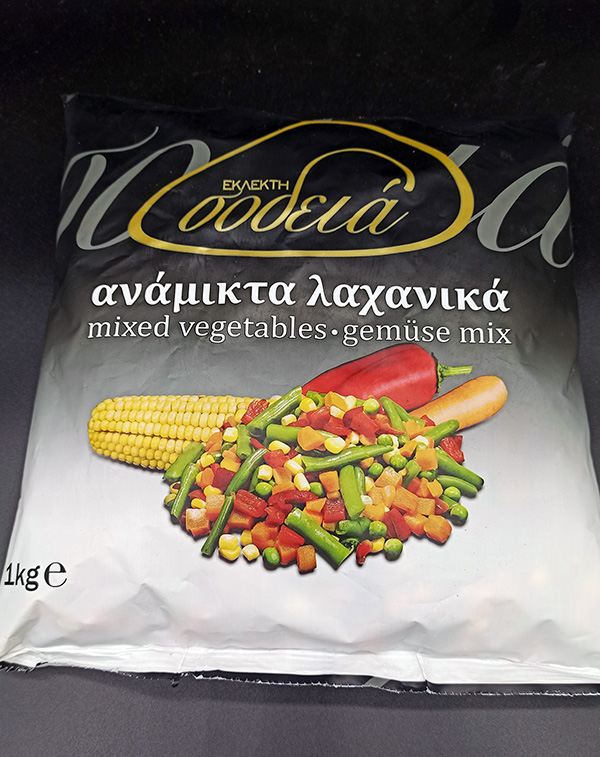 ΕΚΛΕΚΤΗ
σοδειά
ανάμικτα λαχανικά
mixed vegetables • gemüse mix
1kg e